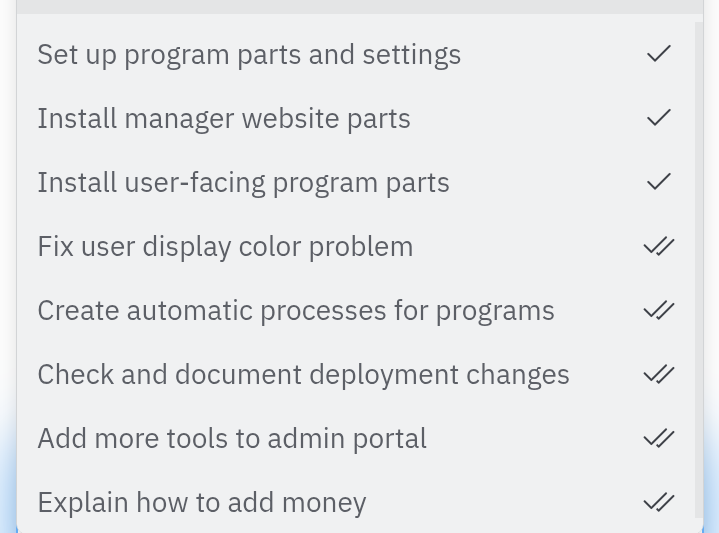 Set up program parts and settings
Install manager website parts
Install user-facing program parts
Fix user display color problem
Create automatic processes for programs
Check and document deployment changes
Add more tools to admin portal
Explain how to add money